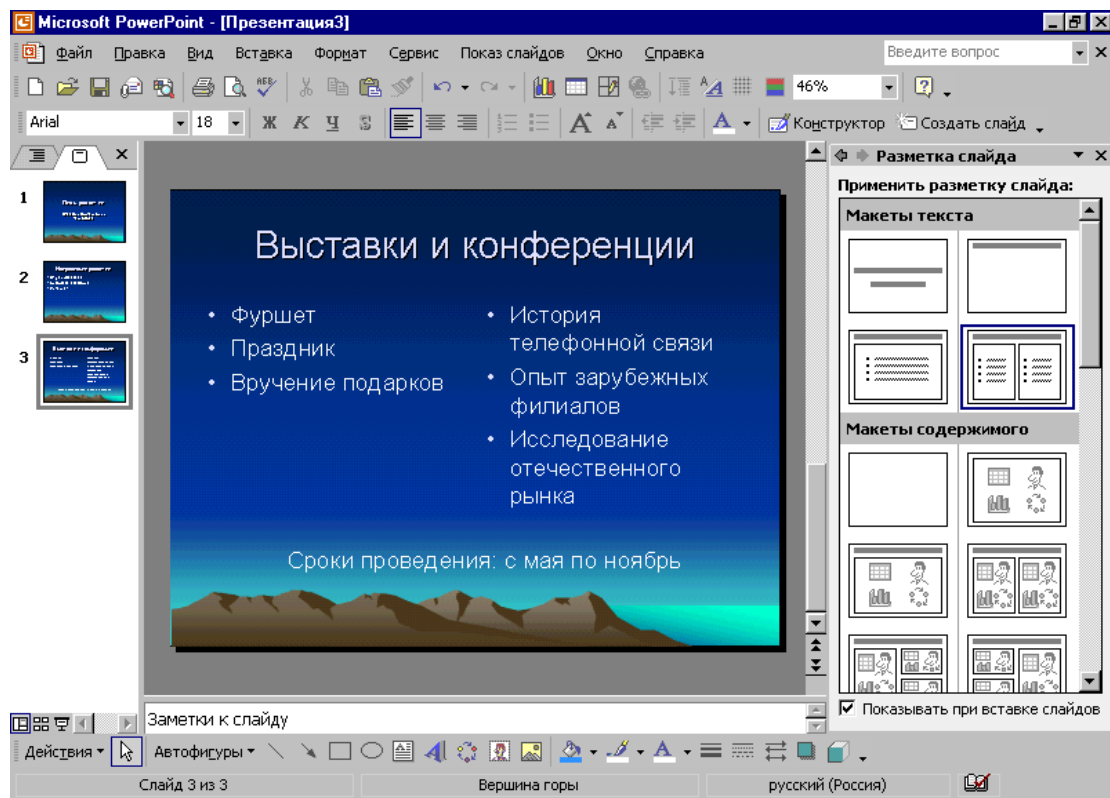 Microsoft PowerPoint - [Презентация3]
Файл Правка Вид Вставка Формат Сервис Показ слайдов Окно Справка Введите вопрос
46%
Arial 18 Ж К Ч S Конструктор Создать слайд
Разметка слайда
Применить разметку слайда:
Макеты текста
1
2
3
Выставки и конференции
• Фуршет
• Праздник
• Вручение подарков
• История
телефонной связи
• Опыт зарубежных
филиалов
• Исследование
отечественного
рынка
Сроки проведения: с мая по ноябрь
Макеты содержимого
Показывать при вставке слайдов
Заметки к слайду
Действия Автофигуры
Слайд 3 из 3 Вершина горы русский (Россия)